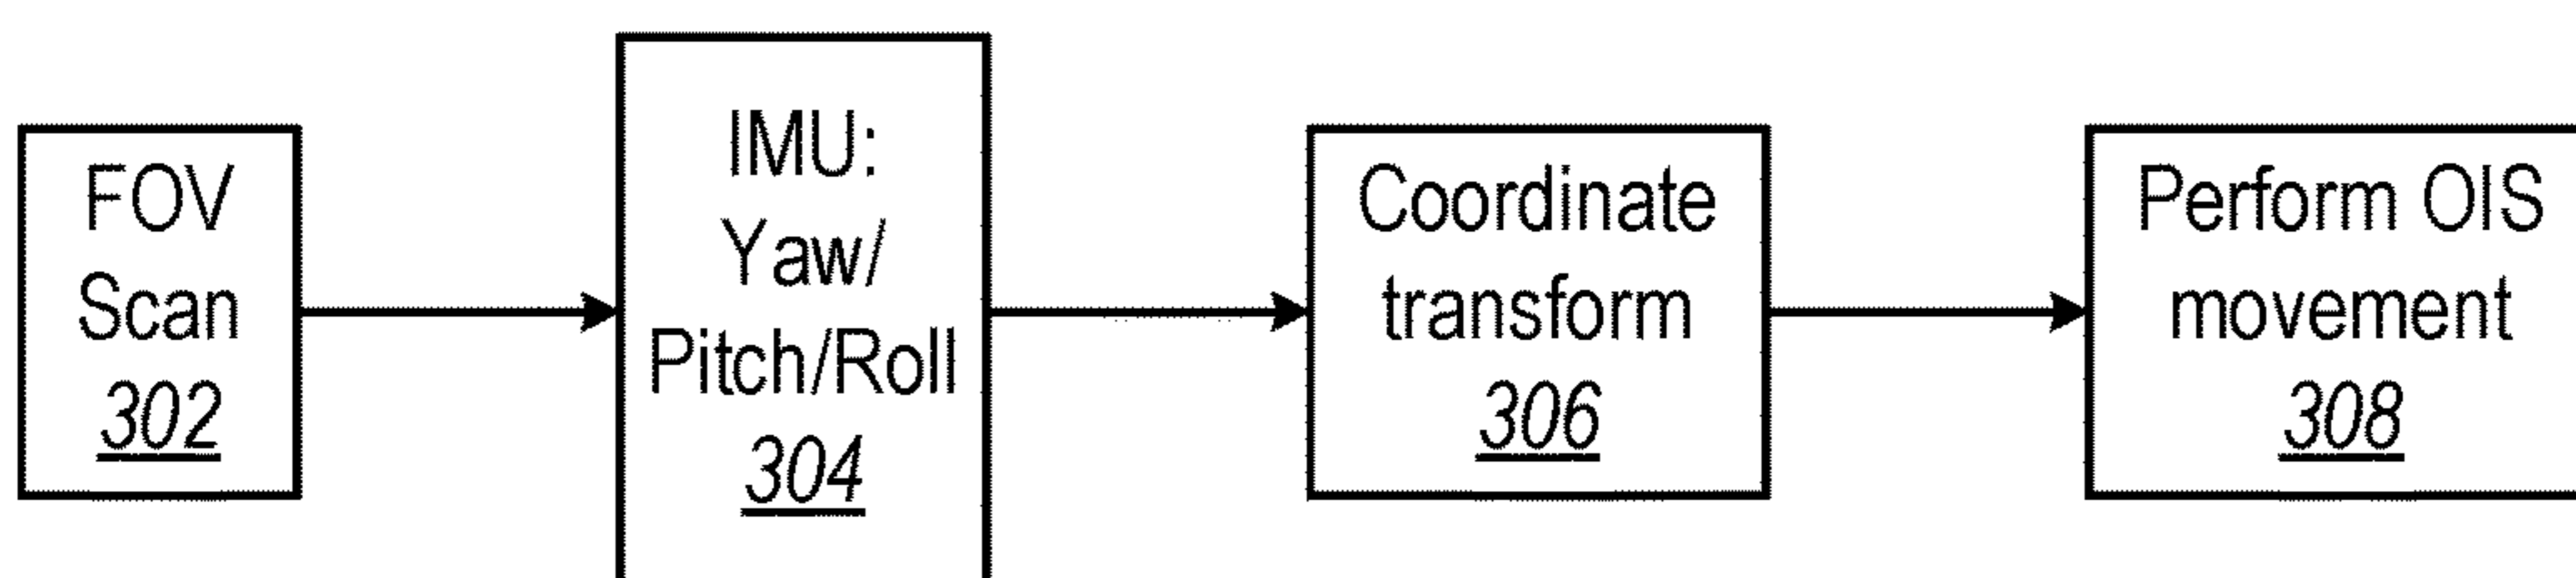 FOV
Scan
302
IMU:
Yaw/
Pitch/Roll
304
Coordinate
transform
306
Perform OIS
movement
308